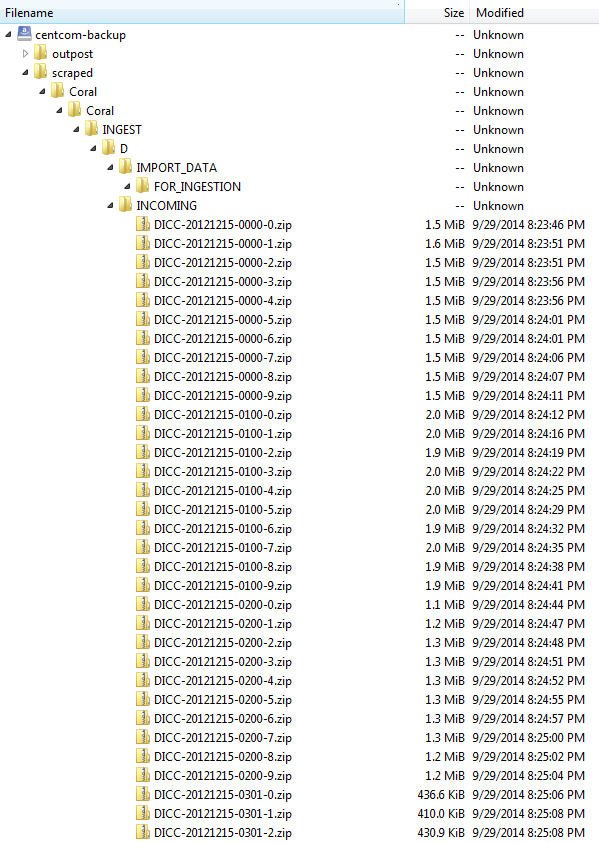 Filename Size Modified
centcom-backup -- Unknown
outpost -- Unknown
scraped -- Unknown
Coral -- Unknown
Coral -- Unknown
INGEST -- Unknown
D -- Unknown
IMPORT_DATA -- Unknown
FOR_INGESTION -- Unknown
INCOMING -- Unknown
DICC-20121215-0000-0.zip 1.5 MiB 9/29/2014 8:23:46 PM
DICC-20121215-0000-1.zip 1.6 MiB 9/29/2014 8:23:51 PM
DICC-20121215-0000-2.zip 1.5 MiB 9/29/2014 8:23:51 PM
DICC-20121215-0000-3.zip 1.5 MiB 9/29/2014 8:23:56 PM
DICC-20121215-0000-4.zip 1.5 MiB 9/29/2014 8:23:56 PM
DICC-20121215-0000-5.zip 1.5 MiB 9/29/2014 8:24:01 PM
DICC-20121215-0000-6.zip 1.5 MiB 9/29/2014 8:24:01 PM
DICC-20121215-0000-7.zip 1.5 MiB 9/29/2014 8:24:06 PM
DICC-20121215-0000-8.zip 1.5 MiB 9/29/2014 8:24:07 PM
DICC-20121215-0000-9.zip 1.5 MiB 9/29/2014 8:24:11 PM
DICC-20121215-0100-0.zip 2.0 MiB 9/29/2014 8:24:12 PM
DICC-20121215-0100-1.zip 2.0 MiB 9/29/2014 8:24:16 PM
DICC-20121215-0100-2.zip 1.9 MiB 9/29/2014 8:24:19 PM
DICC-20121215-0100-3.zip 2.0 MiB 9/29/2014 8:24:22 PM
DICC-20121215-0100-4.zip 2.0 MiB 9/29/2014 8:24:25 PM
DICC-20121215-0100-5.zip 2.0 MiB 9/29/2014 8:24:29 PM
DICC-20121215-0100-6.zip 1.9 MiB 9/29/2014 8:24:32 PM
DICC-20121215-0100-7.zip 2.0 MiB 9/29/2014 8:24:35 PM
DICC-20121215-0100-8.zip 1.9 MiB 9/29/2014 8:24:38 PM
DICC-20121215-0100-9.zip 1.9 MiB 9/29/2014 8:24:41 PM
DICC-20121215-0200-0.zip 1.1 MiB 9/29/2014 8:24:44 PM
DICC-20121215-0200-1.zip 1.2 MiB 9/29/2014 8:24:47 PM
DICC-20121215-0200-2.zip 1.3 MiB 9/29/2014 8:24:48 PM
DICC-20121215-0200-3.zip 1.3 MiB 9/29/2014 8:24:51 PM
DICC-20121215-0200-4.zip 1.3 MiB 9/29/2014 8:24:52 PM
DICC-20121215-0200-5.zip 1.3 MiB 9/29/2014 8:24:55 PM
DICC-20121215-0200-6.zip 1.3 MiB 9/29/2014 8:24:57 PM
DICC-20121215-0200-7.zip 1.3 MiB 9/29/2014 8:25:00 PM
DICC-20121215-0200-8.zip 1.2 MiB 9/29/2014 8:25:02 PM
DICC-20121215-0200-9.zip 1.2 MiB 9/29/2014 8:25:04 PM
DICC-20121215-0301-0.zip 436.6 KiB 9/29/2014 8:25:06 PM
DICC-20121215-0301-1.zip 410.0 KiB 9/29/2014 8:25:08 PM
DICC-20121215-0301-2.zip 430.9 KiB 9/29/2014 8:25:08 PM